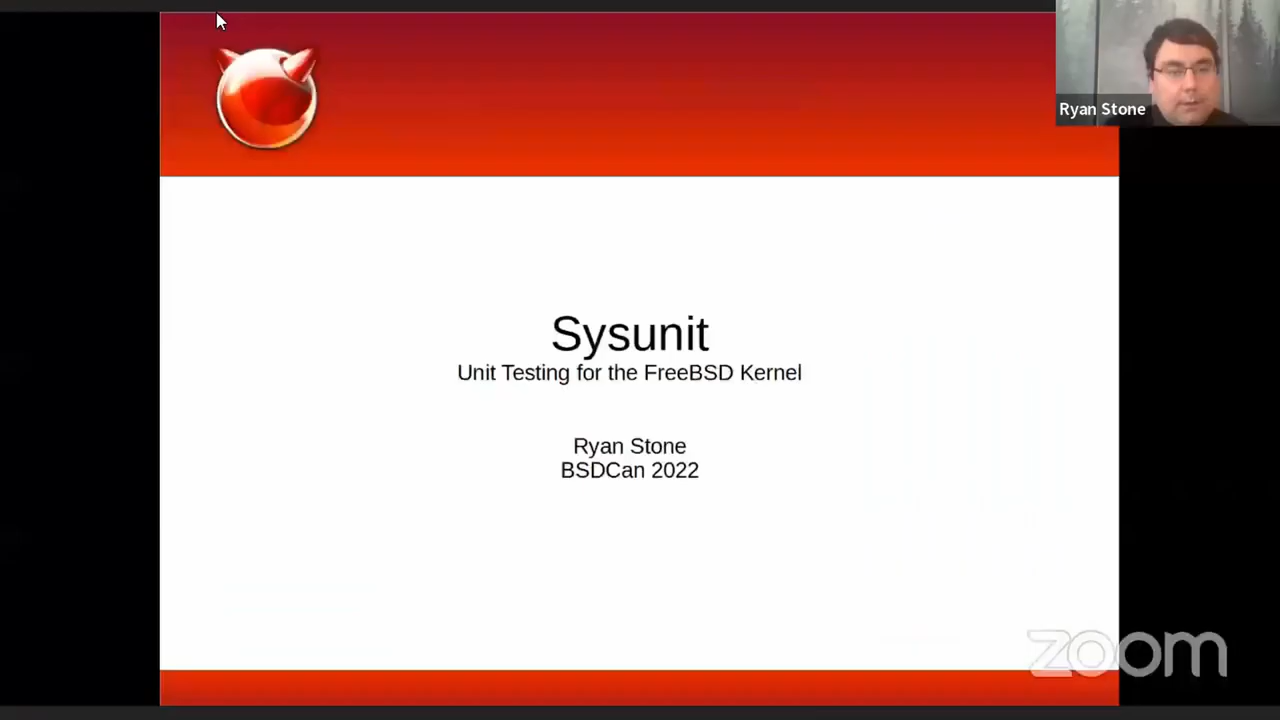 Ryan Stone
Sysunit
Unit Testing for the FreeBSD Kernel
Ryan Stone
BSDCan 2022
zoom